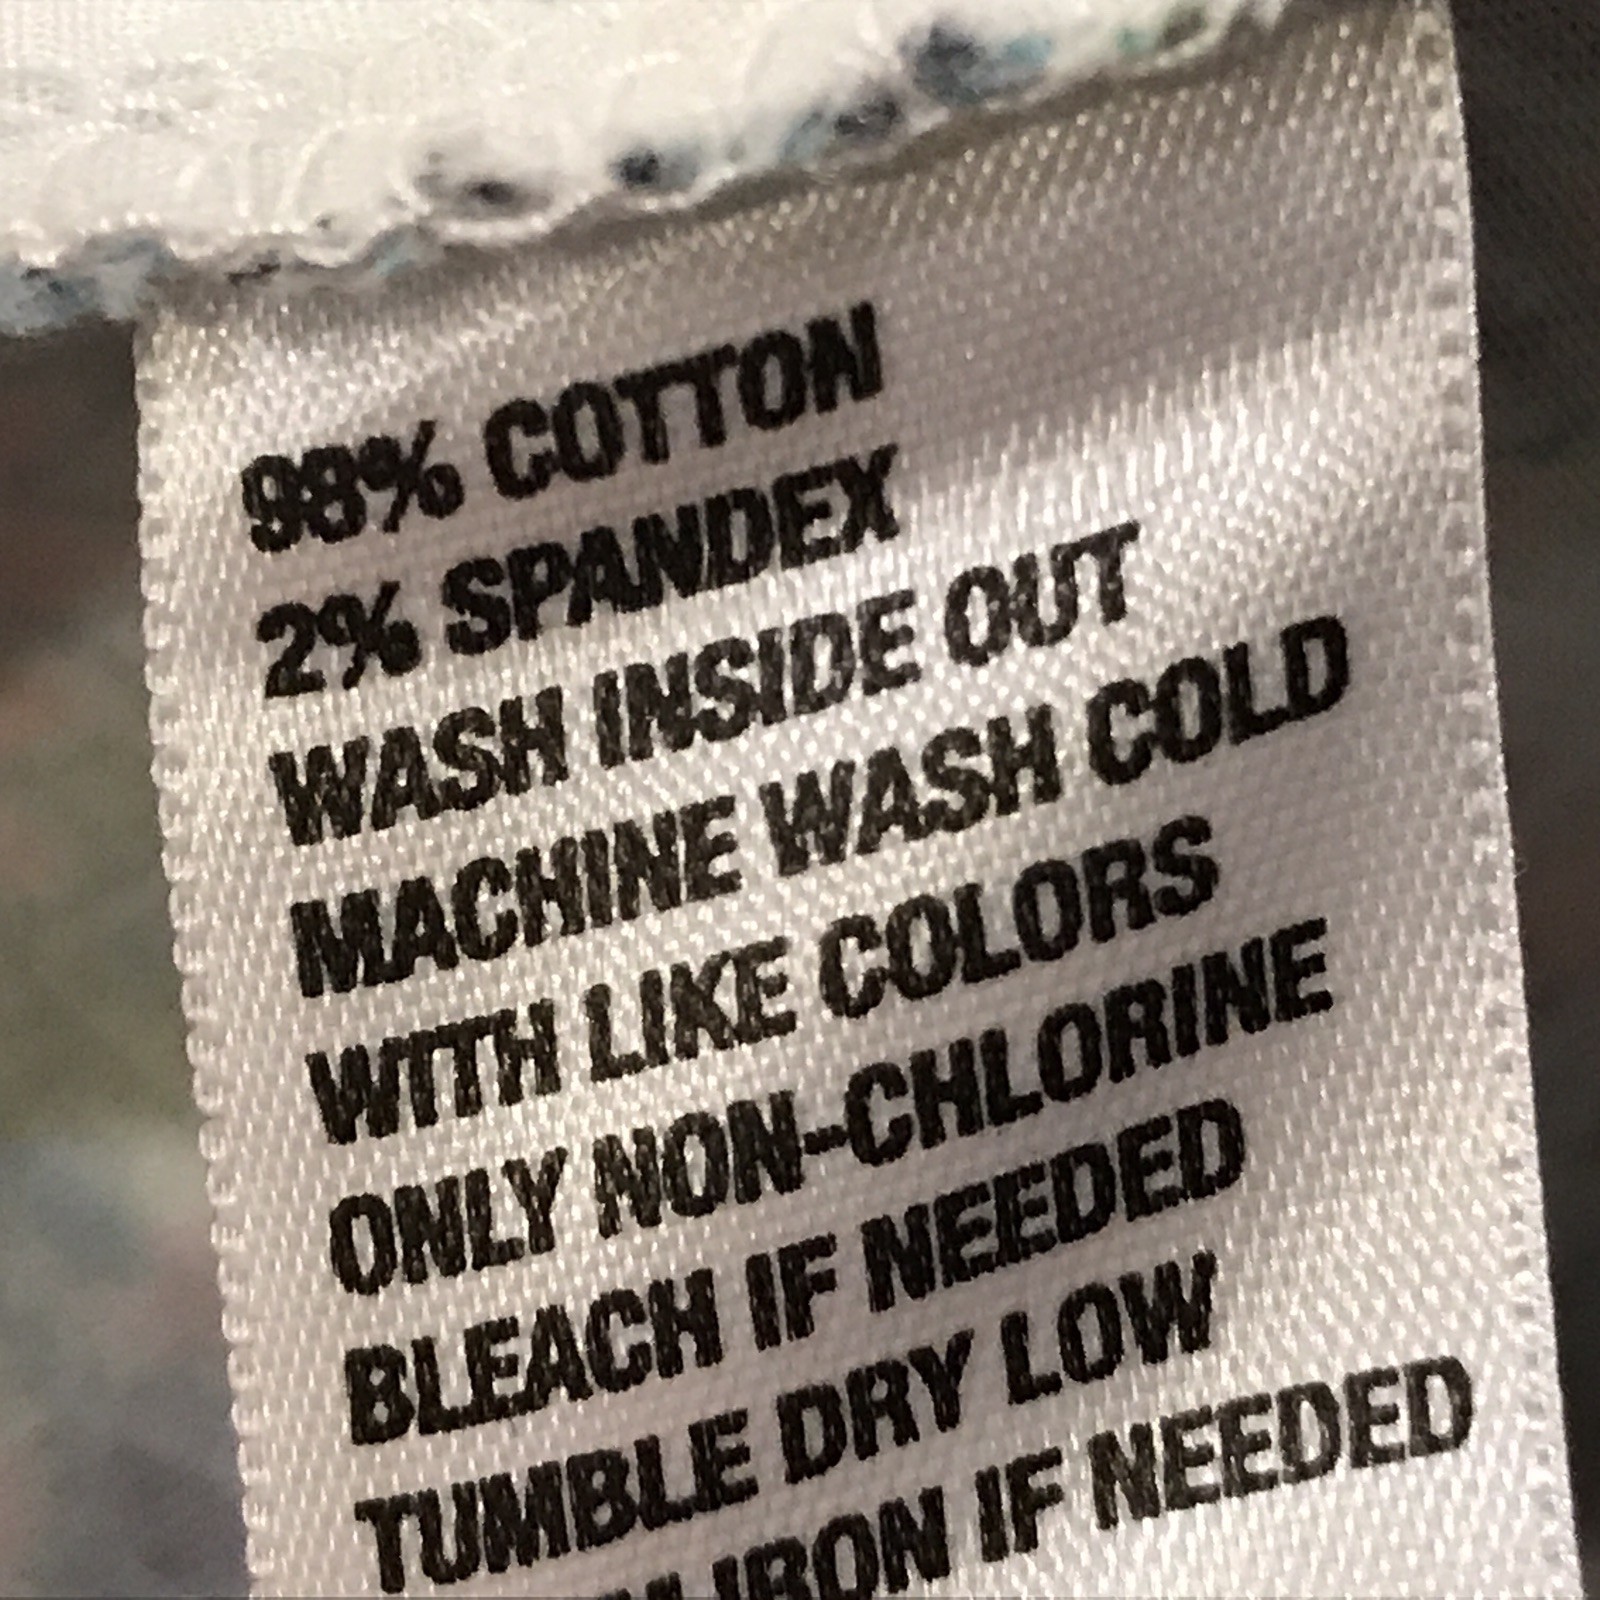 98% COTTON
2% SPANDEX
WASH INSIDE OUT
MACHINE WASH COLD
WITH LIKE COLORS
ONLY NON-CHLORINE
BLEACH IF NEEDED
TUMBLE DRY LOW
IRON IF NEEDED